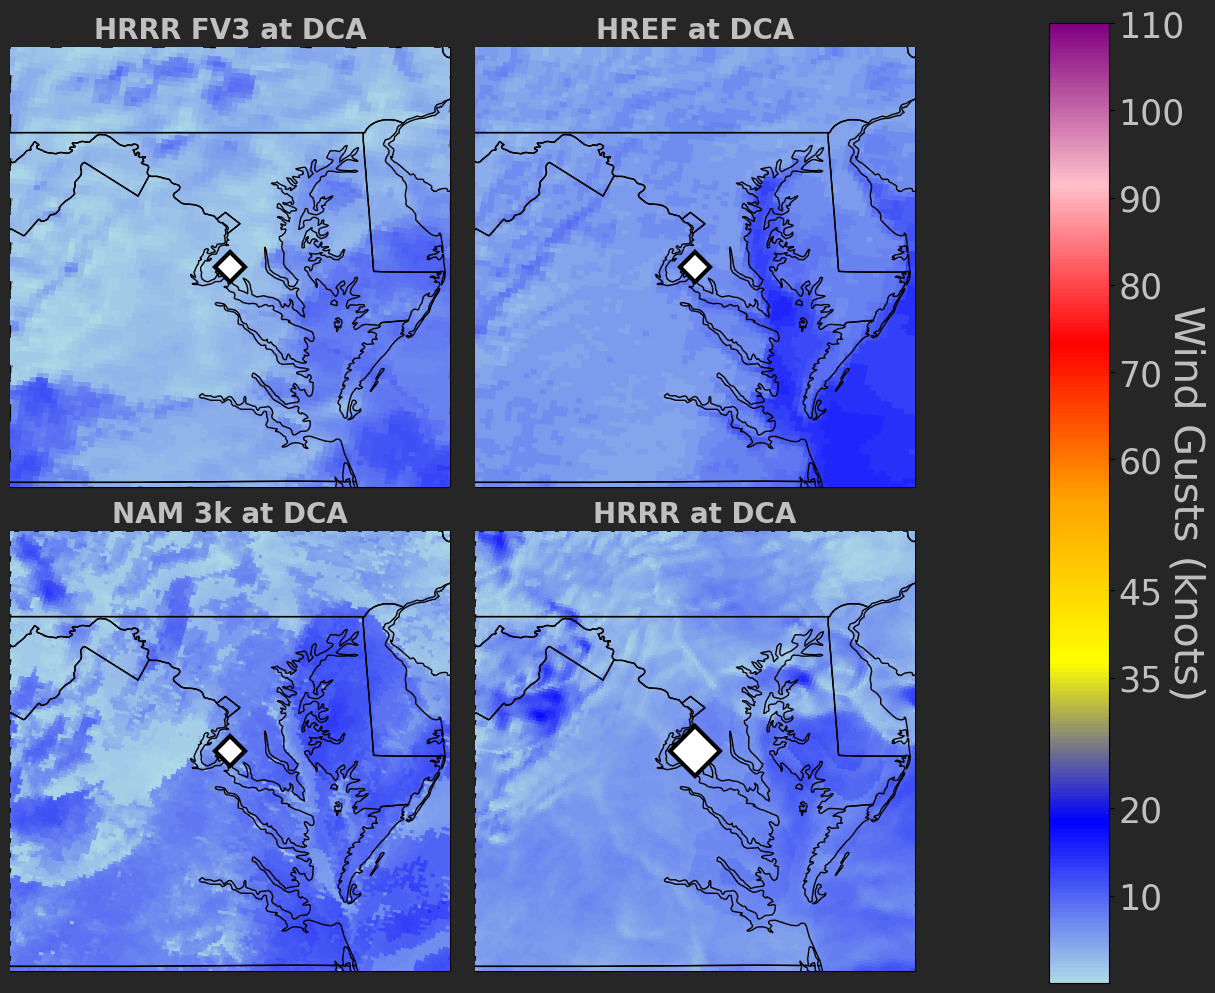 HRRR FV3 at DCA
HREF at DCA
NAM 3k at DCA
HRRR at DCA
110
100
90
80
70
60
45
35
20
10
Wind Gusts (knots)